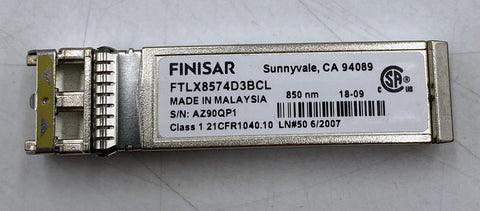 FINISAR Sunnyvale, CA 94089
FTLX8574D3BCL
MADE IN MALAYSIA 850 nm 18-09
S/N: AZ90QP1
Class 1 21CFR1040.10 LN#50 6/2007